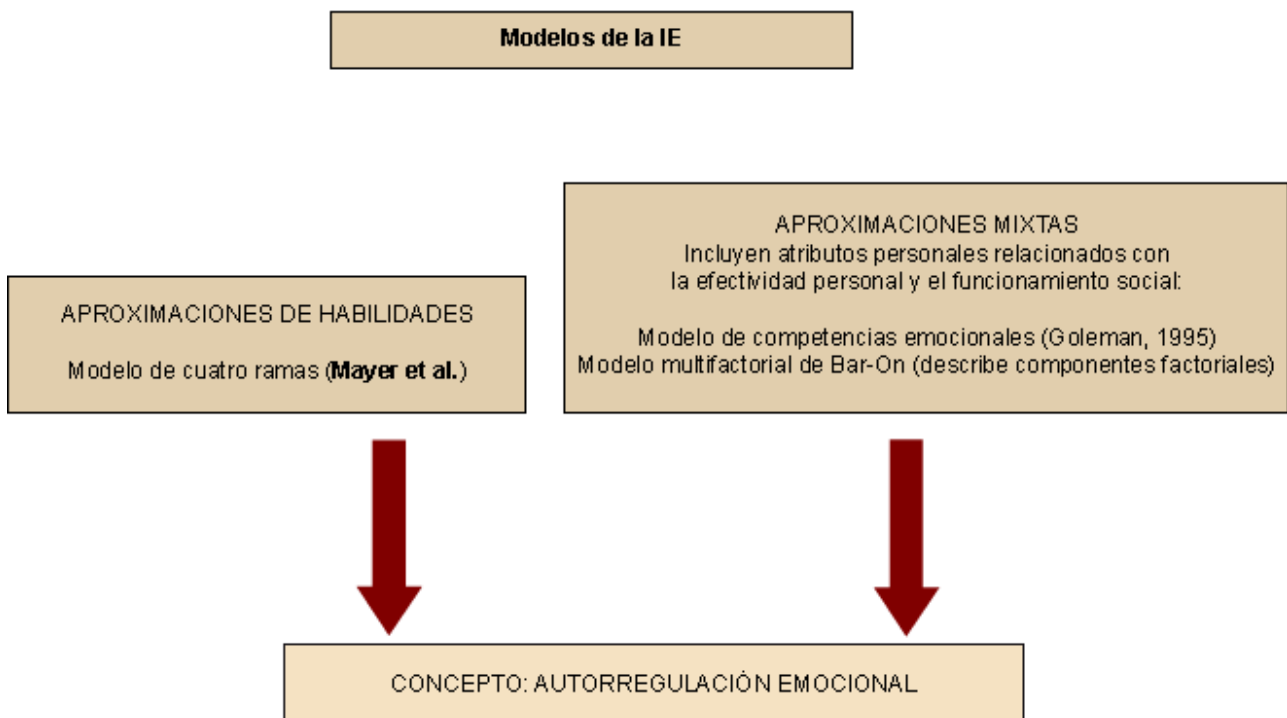 Modelos de la IE
APROXIMACIONES DE HABILIDADES
Modelo de cuatro ramas (Mayer et al.)
APROXIMACIONES MIXTAS
Incluyen atributos personales relacionados con
la efectividad personal y el funcionamiento social:
Modelo de competencias emocionales (Goleman, 1995)
Modelo multifactorial de Bar-On (describe componentes factoriales)
CONCEPTO: AUTORREGULACIÓN EMOCIONAL